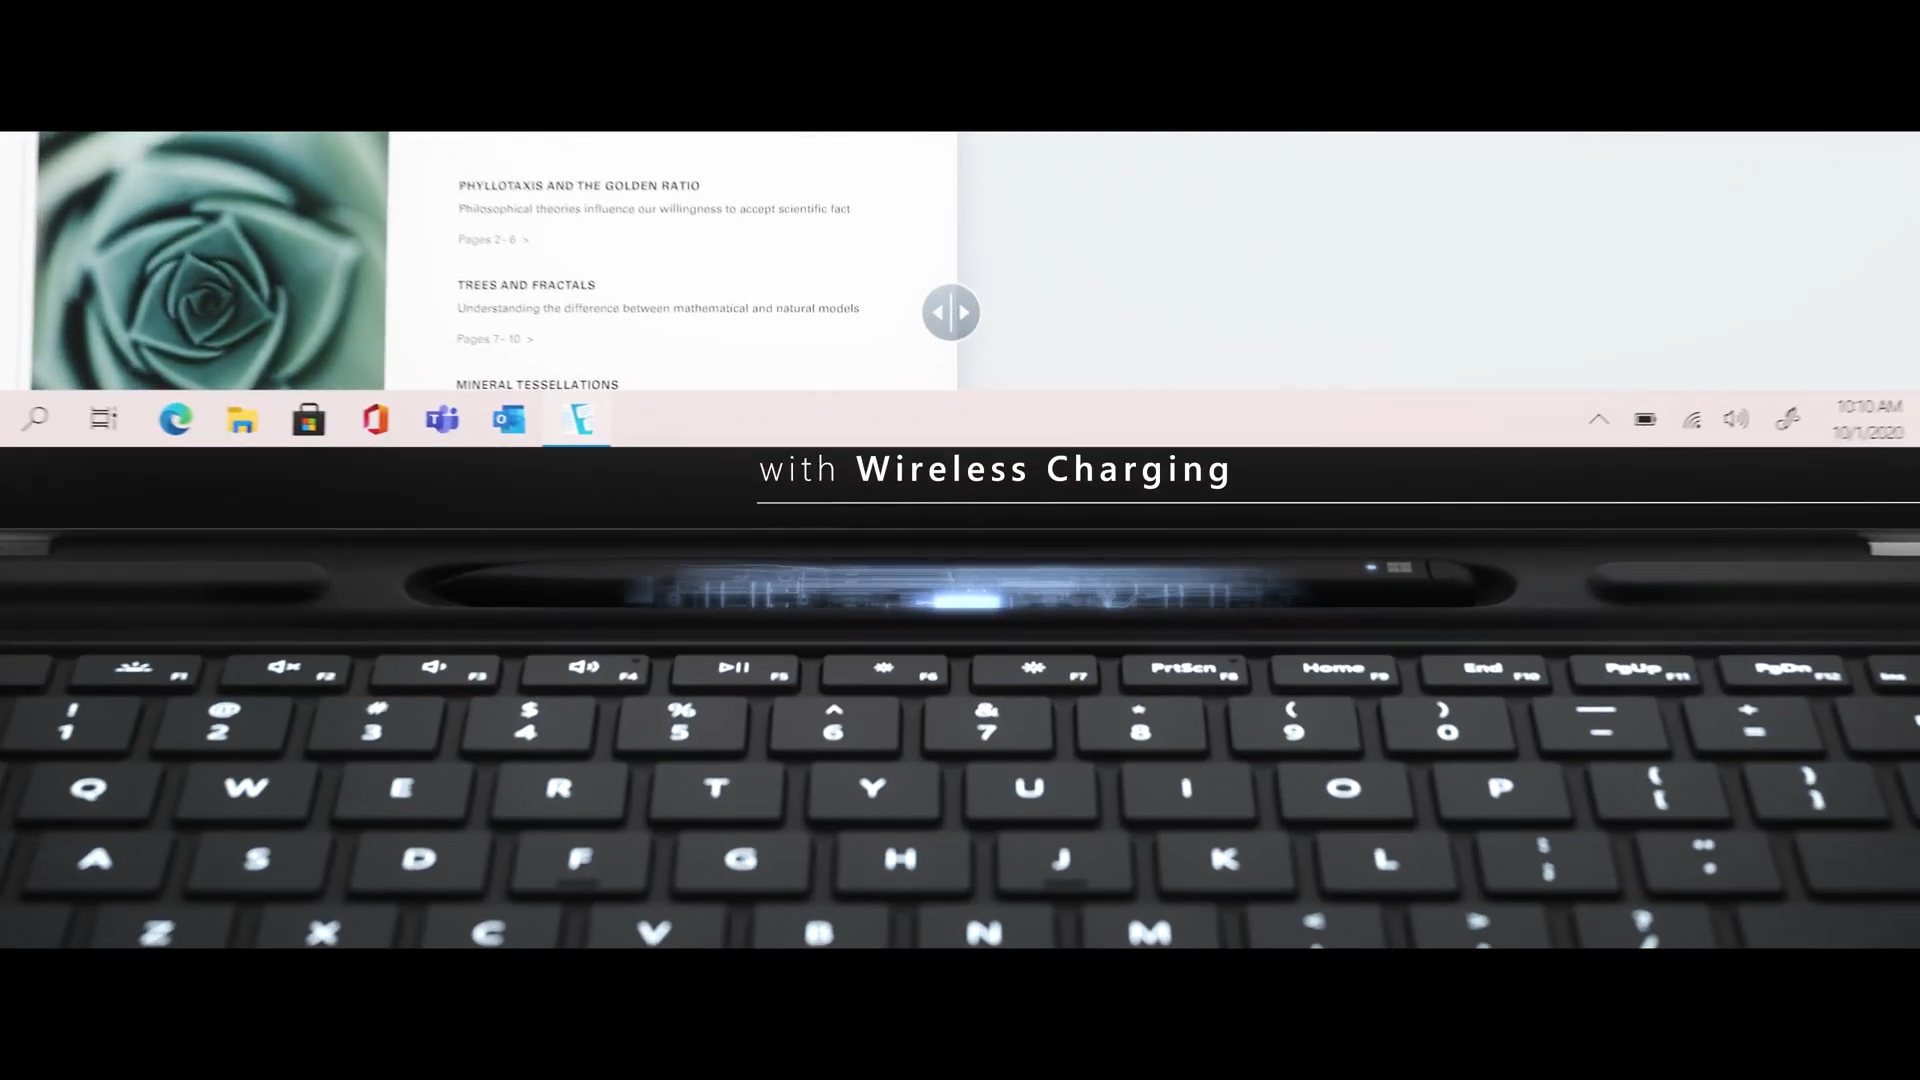 PHYLLOTAXIS AND THE GOLDEN RATIO
Philosophical theories influence our willingness to accept scientific fact
Pages 2-6 >
TREES AND FRACTALS
Understanding the difference between mathematical and natural models
Pages 7-10 >
MINERAL TESSELLATIONS
10:10 AM
10/1/2020
with Wireless Charging
F1 F2 F3 F4 F5 F6 F7 PrtScn F8 Home F9 End F10 PgUp F11 PgDn F12
! @ # $ % ^ & * ( ) — +
1 2 3 4 5 6 7 8 9 0 - =
Q W E R T Y U I O P { }
[ ]
A S D F G H J K L
Z X C V B N M